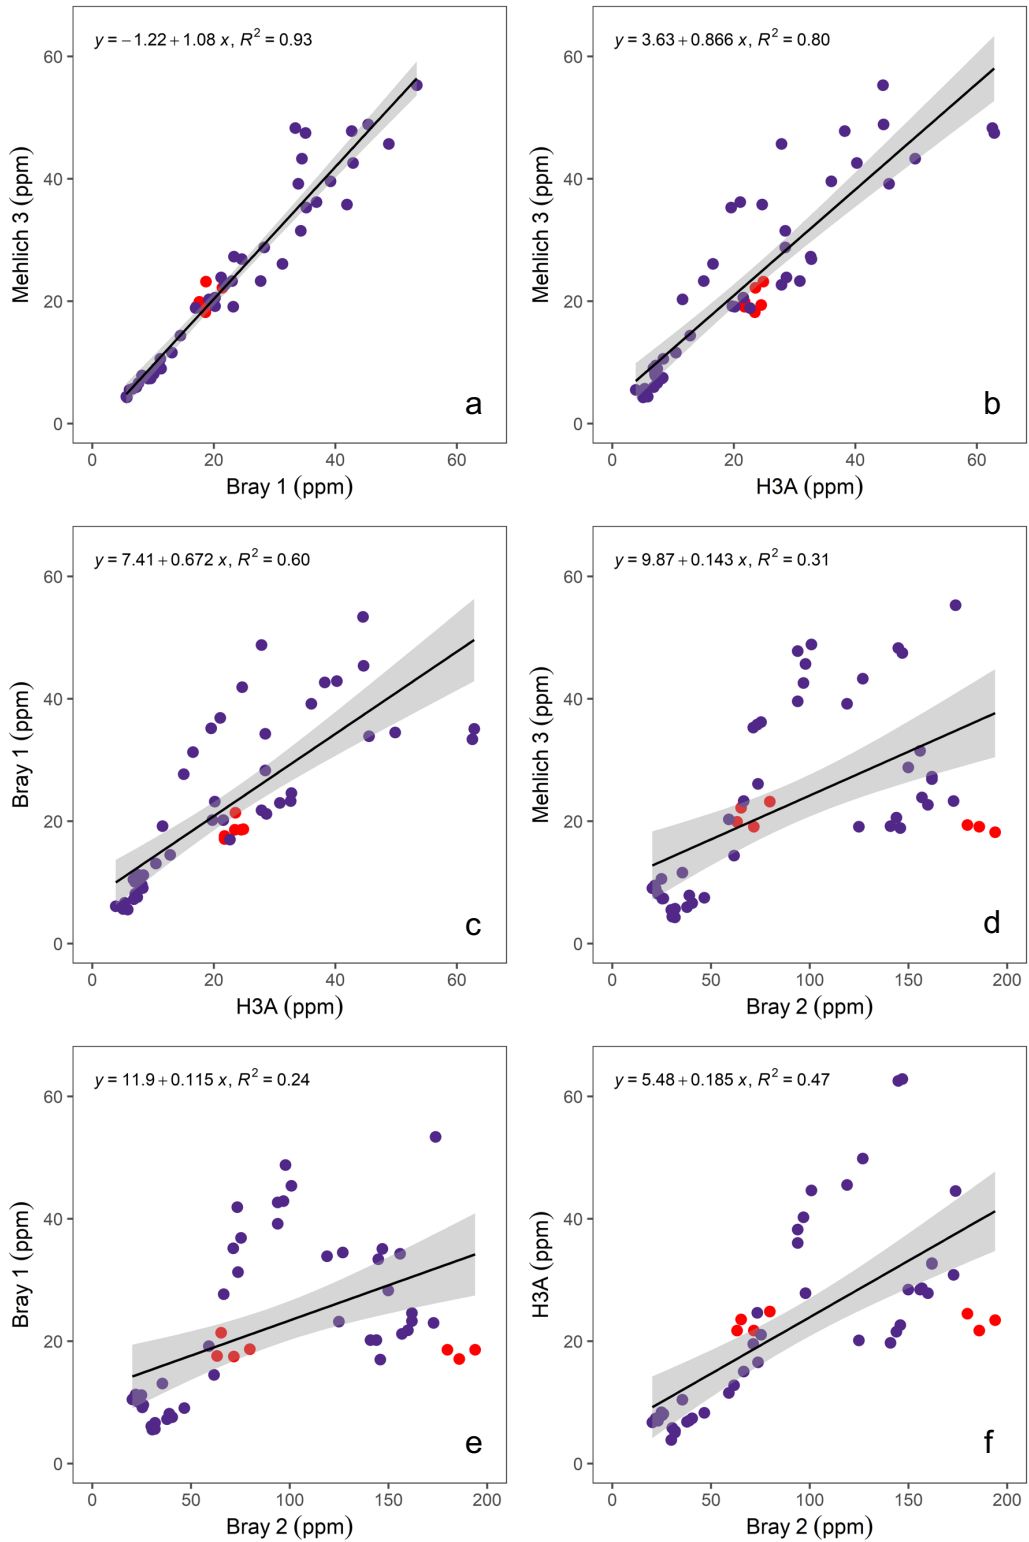 y = −1.22 + 1.08 x, R² = 0.93
60
40
20
0
Mehlich 3 (ppm)
a
0 20 40 60
Bray 1 (ppm)
y = 3.63 + 0.866 x, R² = 0.80
60
40
20
0
Mehlich 3 (ppm)
b
0 20 40 60
H3A (ppm)
y = 7.41 + 0.672 x, R² = 0.60
60
40
20
0
Bray 1 (ppm)
c
0 20 40 60
H3A (ppm)
y = 9.87 + 0.143 x, R² = 0.31
60
40
20
0
Mehlich 3 (ppm)
d
0 50 100 150 200
Bray 2 (ppm)
y = 11.9 + 0.115 x, R² = 0.24
60
40
20
0
Bray 1 (ppm)
e
0 50 100 150 200
Bray 2 (ppm)
y = 5.48 + 0.185 x, R² = 0.47
60
40
20
0
H3A (ppm)
f
0 50 100 150 200
Bray 2 (ppm)